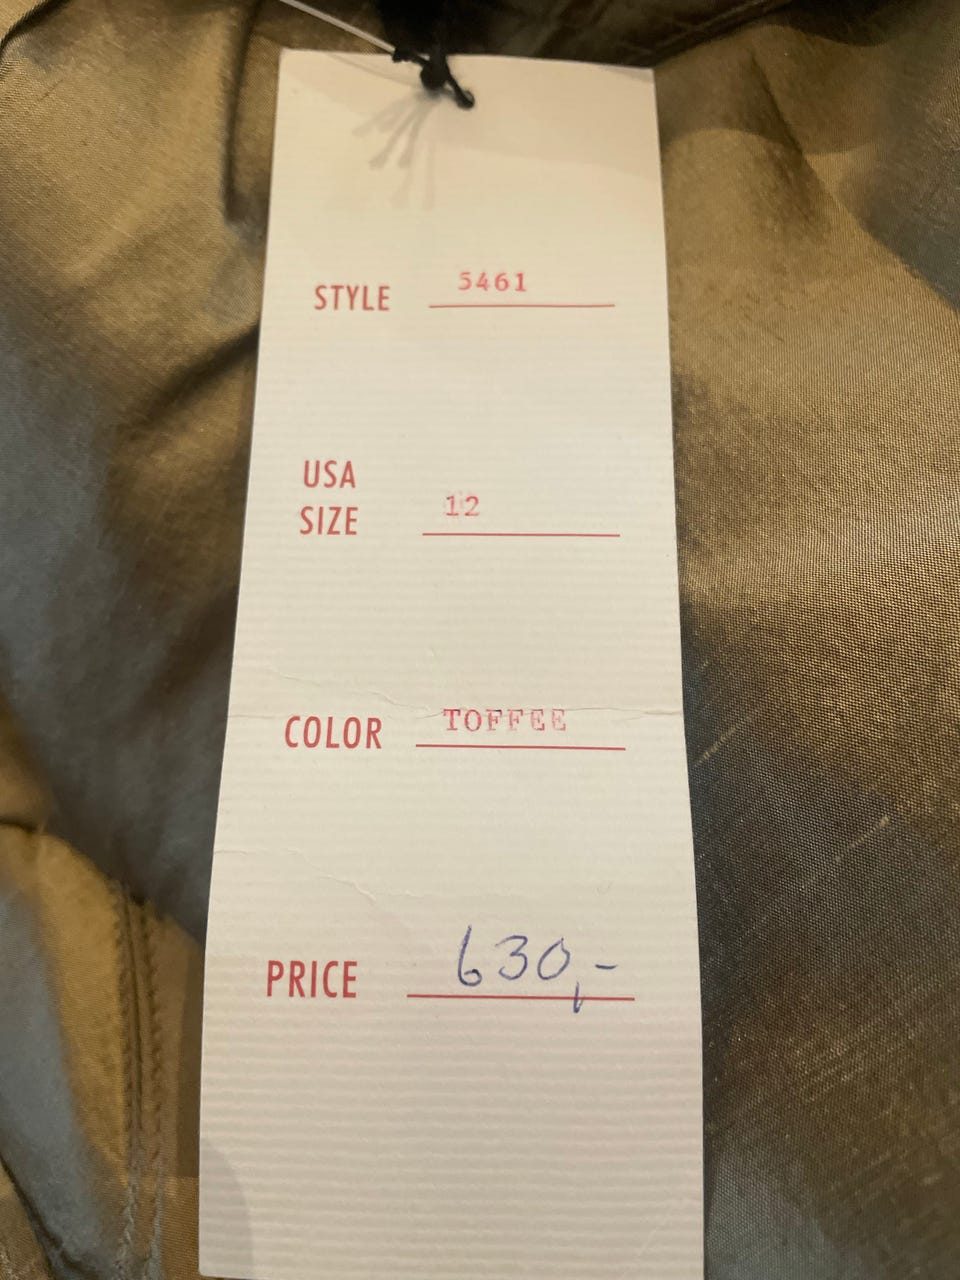 STYLE 5461
USA
SIZE 12
COLOR TOFFEE
PRICE 630,-